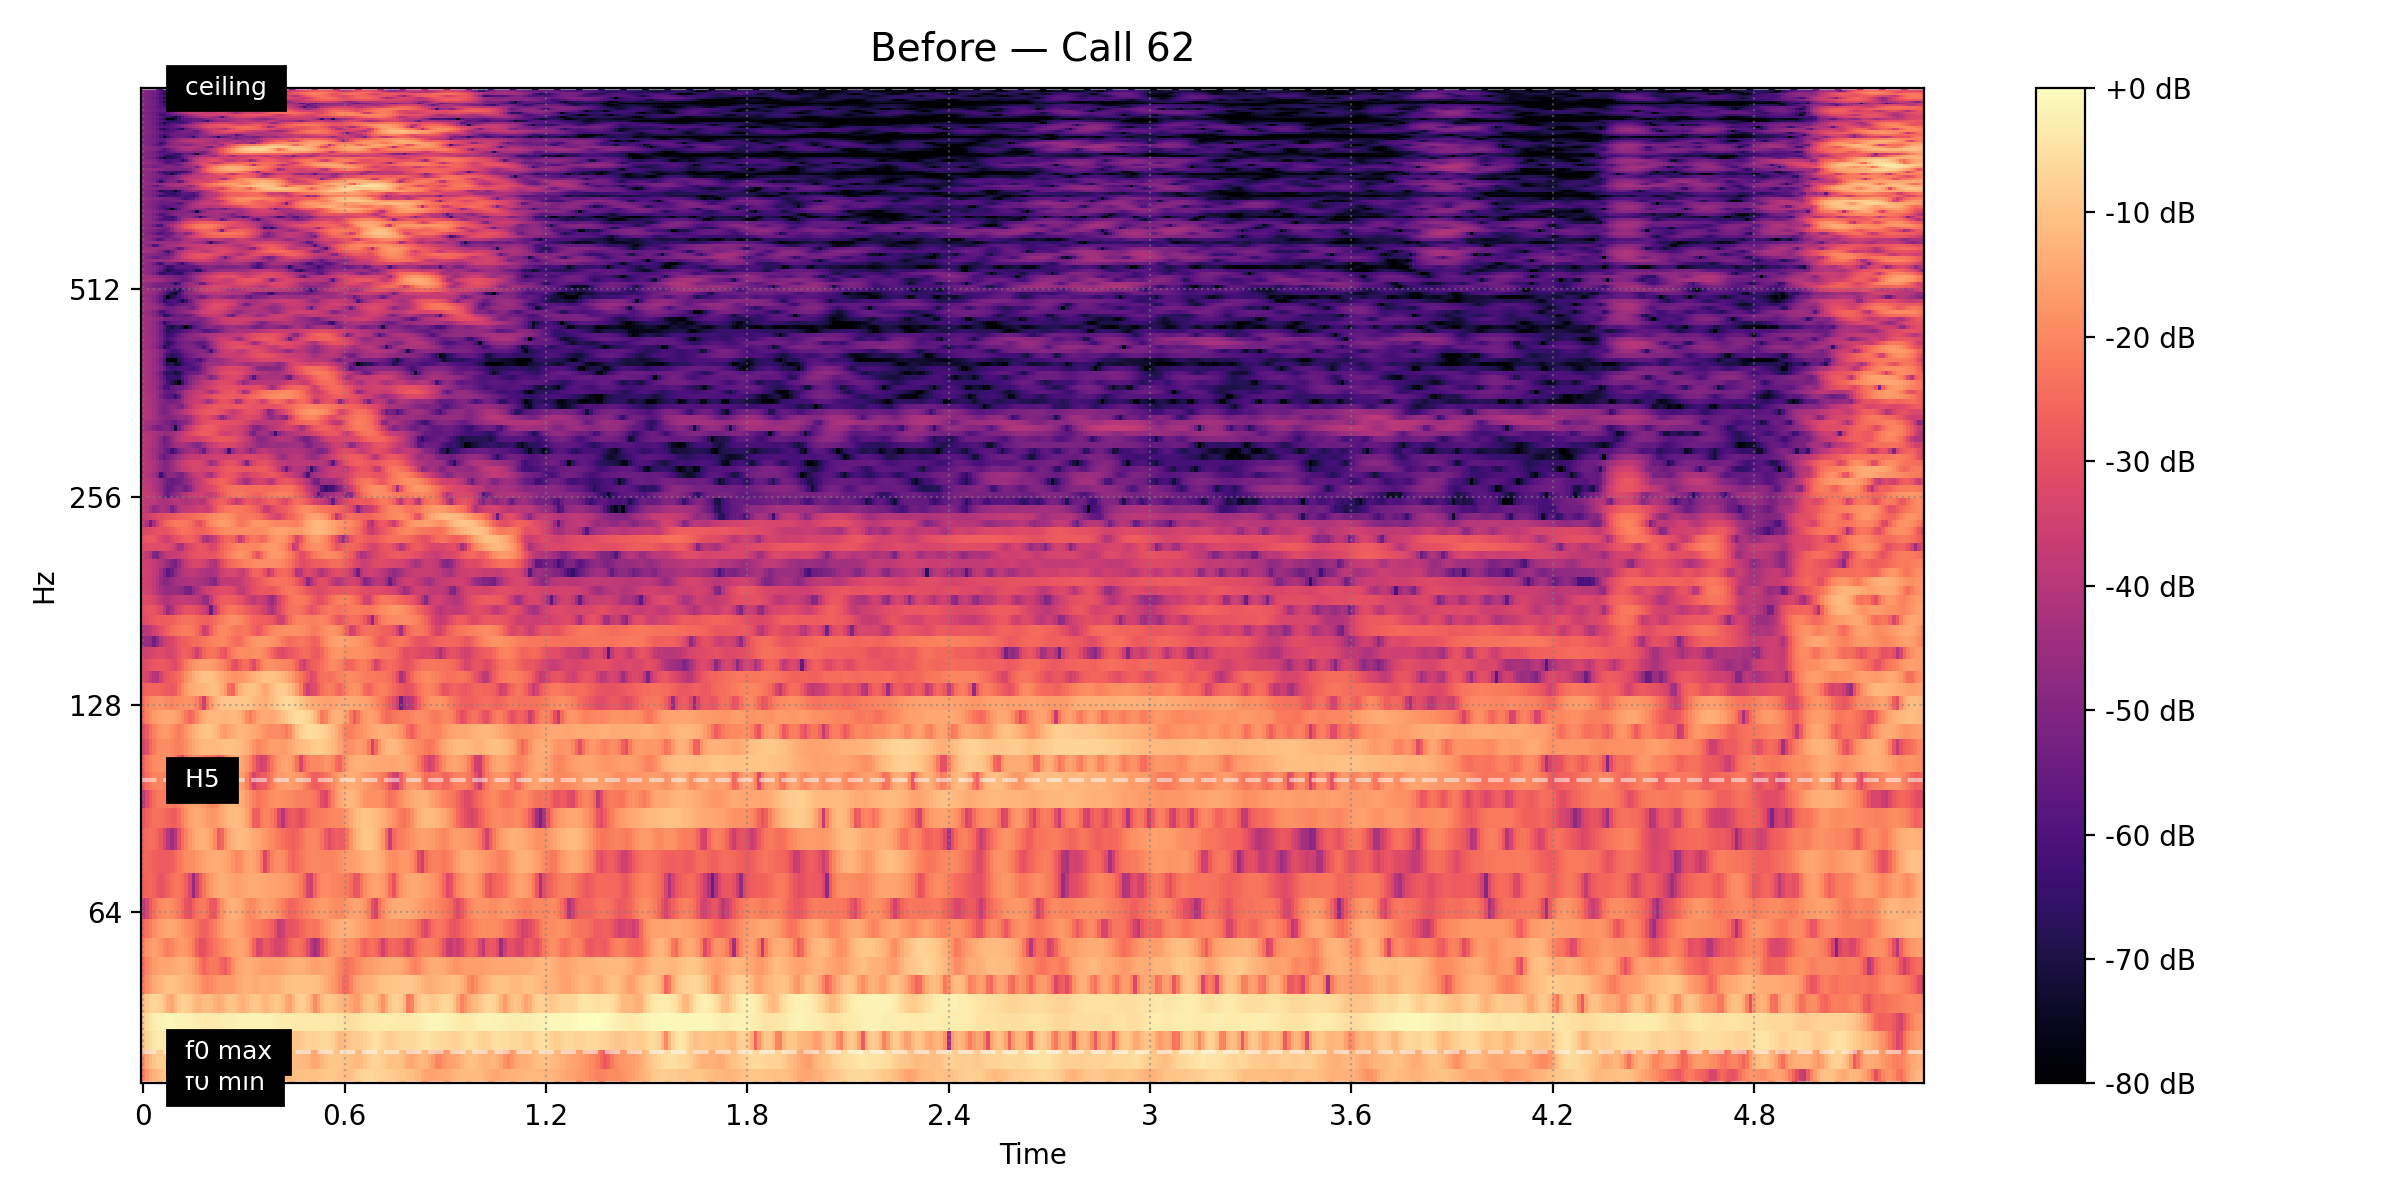 Before — Call 62
ceiling
+0 dB
-10 dB
512
-20 dB
-30 dB
256
-40 dB
Hz
-50 dB
128
H5
-60 dB
64
-70 dB
f0 max
f0 min
-80 dB
0 0.6 1.2 1.8 2.4 3 3.6 4.2 4.8
Time